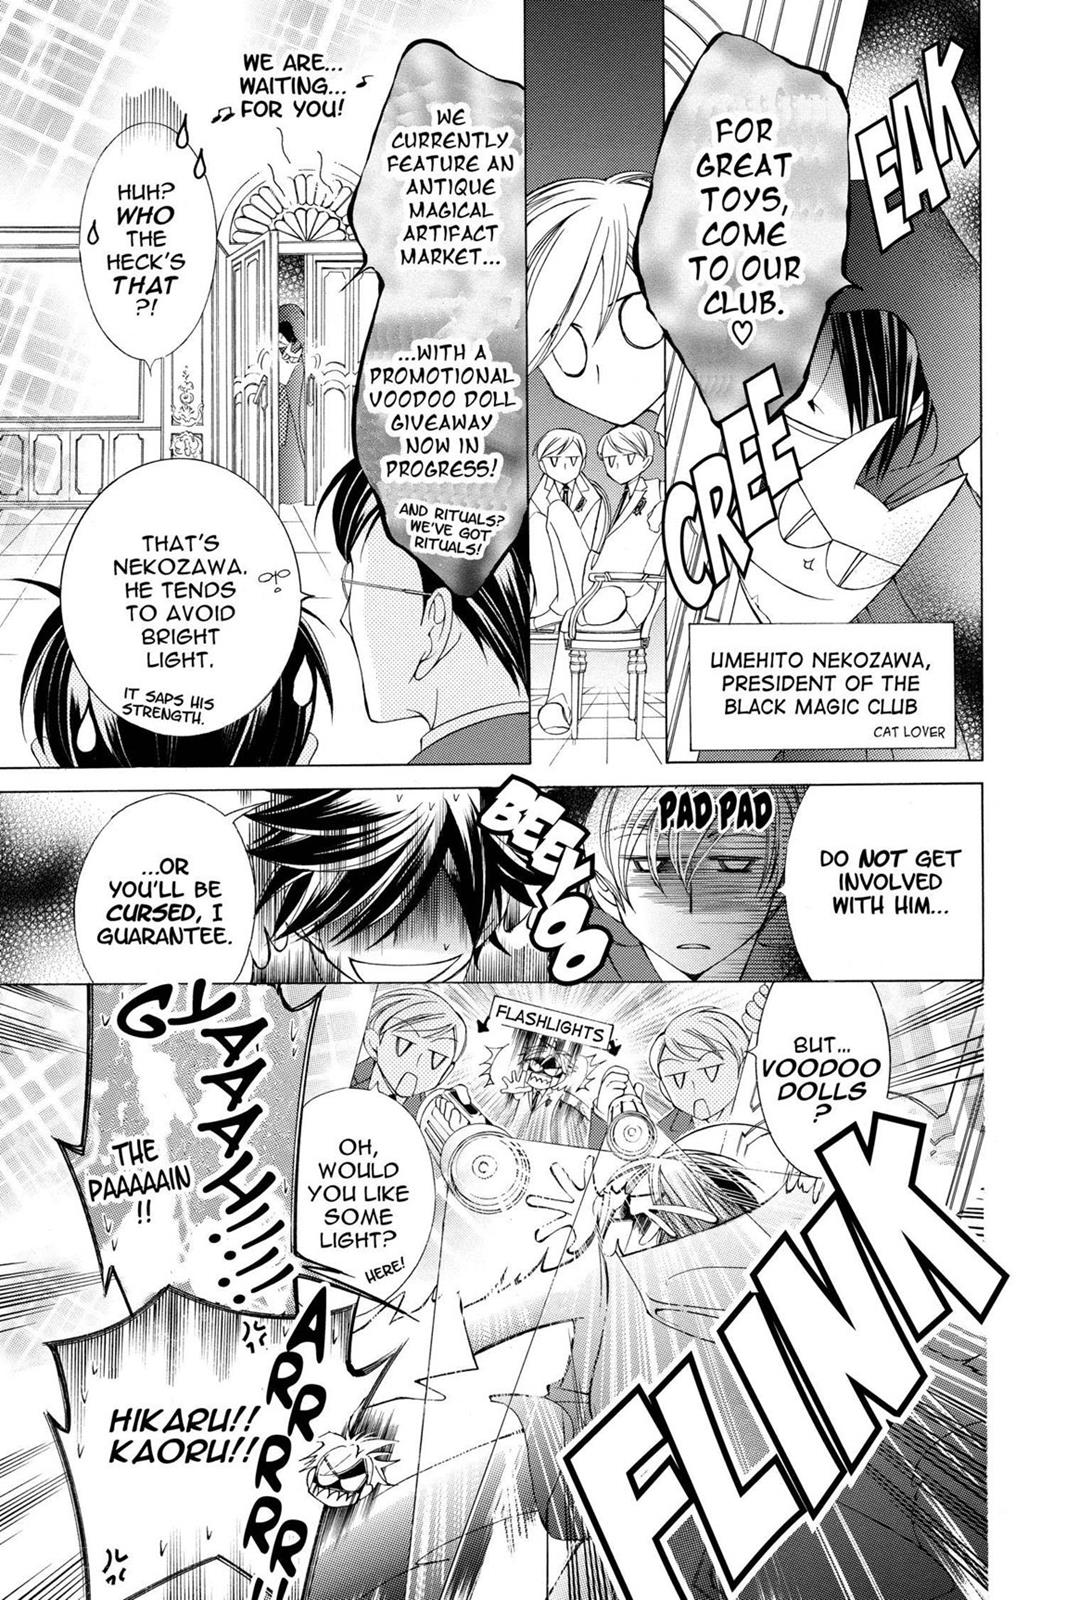 EAK
FOR
GREAT
TOYS,
COME
TO OUR
CLUB.
♡
CREE
UMEHITO NEKOZAWA,
PRESIDENT OF THE
BLACK MAGIC CLUB
CAT LOVER
WE
CURRENTLY
FEATURE AN
ANTIQUE
MAGICAL
ARTIFACT
MARKET...
...WITH A
PROMOTIONAL
VOODOO DOLL
GIVEAWAY
NOW IN
PROGRESS!
AND RITUALS?
WE'VE GOT
RITUALS!
WE ARE...
WAITING... ♪
♫ FOR YOU!
HUH?
WHO
THE
HECK'S
THAT
?!
THAT'S
NEKOZAWA.
HE TENDS
TO AVOID
BRIGHT
LIGHT.
IT SAPS HIS
STRENGTH.
DO NOT GET
INVOLVED
WITH HIM...
PAD PAD
BEEYOO
...OR
YOU'LL BE
CURSED, I
GUARANTEE.
BUT...
VOODOO
DOLLS
?
FLASHLIGHTS
FLINK
OH,
WOULD
YOU LIKE
SOME
LIGHT?
HERE!
GYAAAH!!!!
THE
PAAAAAIN
!!
ARRRRR!!
HIKARU!!
KAORU!!